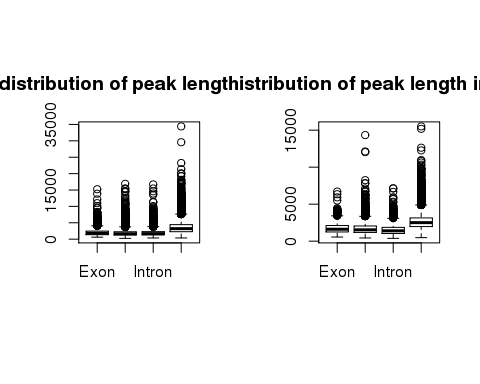 distribution of peak lengthistribution of peak length in
35000
15000
0
Exon
Intron
15000
5000
0
Exon
Intron